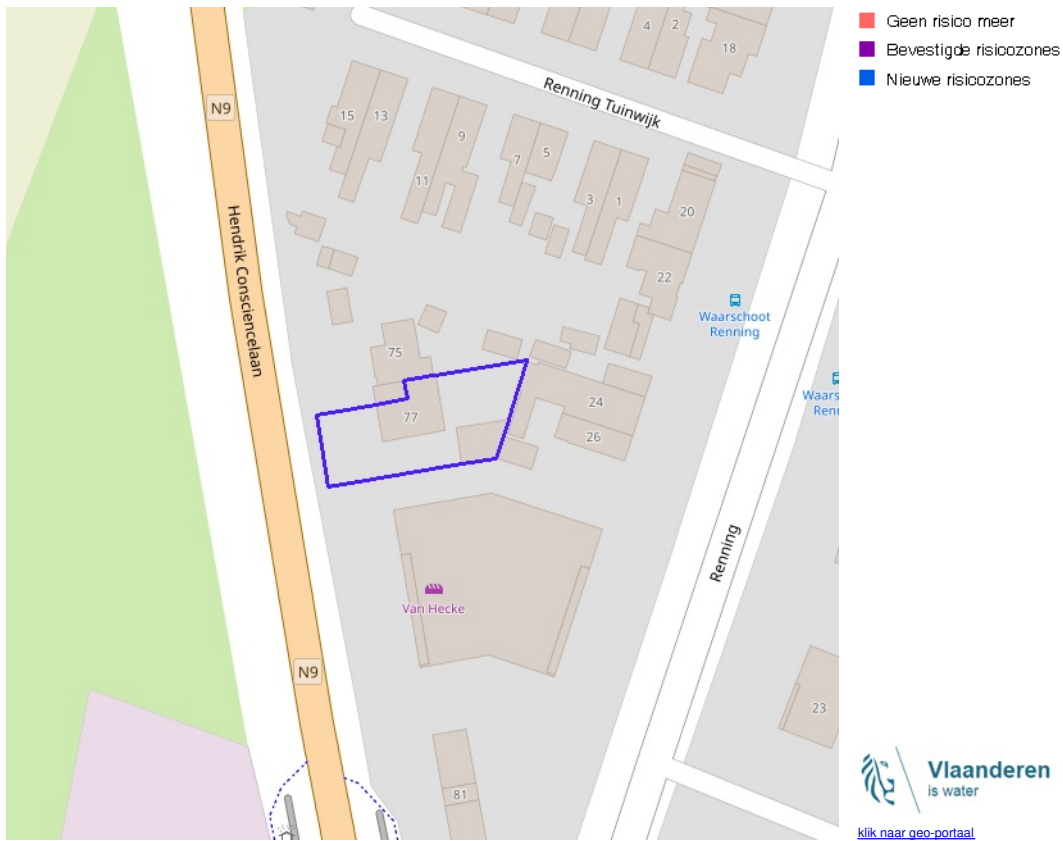 Geen risico meer
Bevestigde risicozones
Nieuwe risicozones
4
2
18
Renning Tuinwijk
N9
15
13
9
11
7
5
3
1
20
22
Hendrik Consciencelaan
Waarschoot
Renning
75
77
24
26
Waars
Renn
Renning
Van Hecke
N9
23
81
Vlaanderen
is water
klik naar geo-portaal